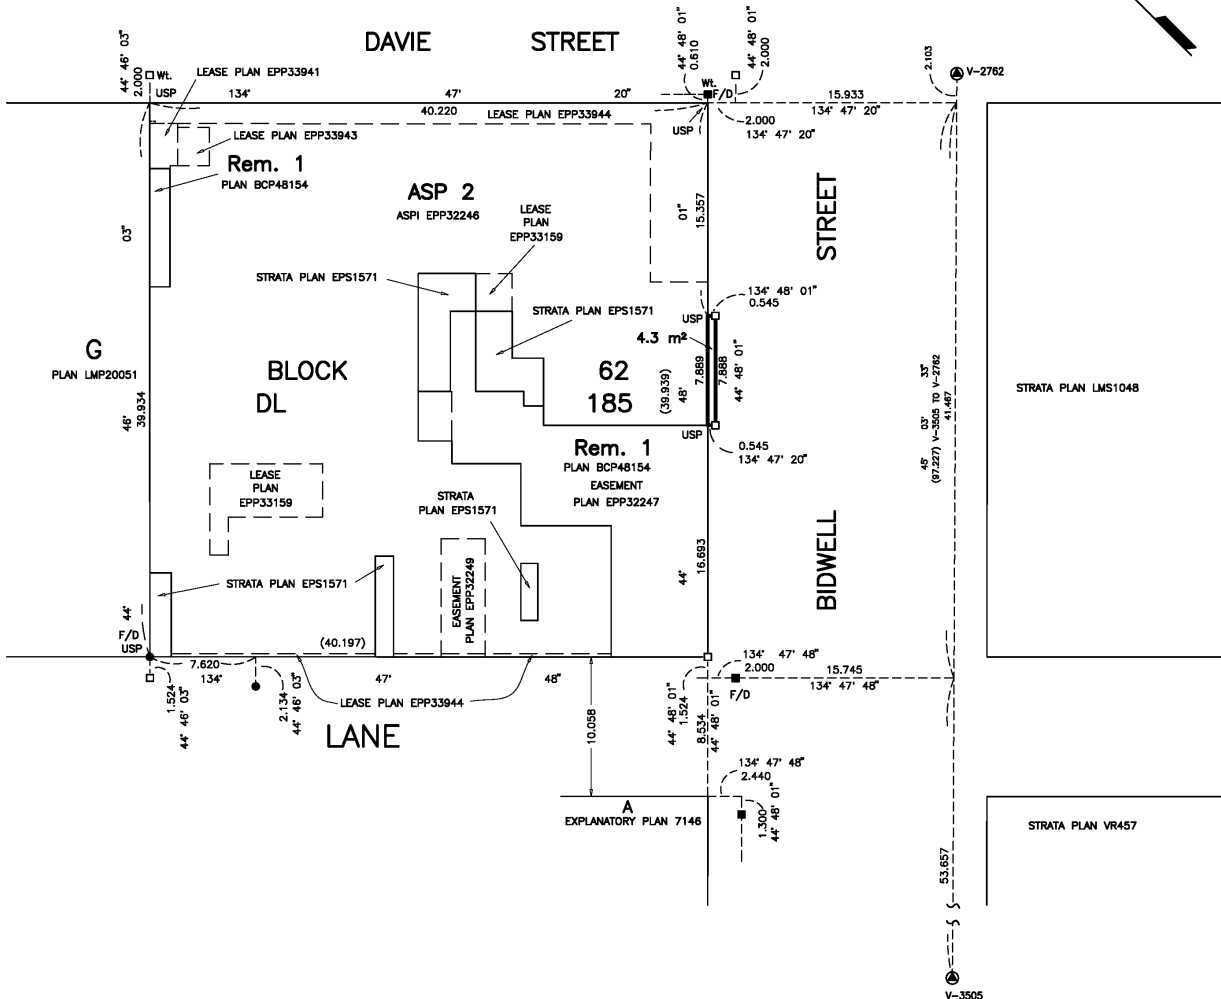 DAVIE STREET
44° 46' 03"
2.000
Wt.
USP
LEASE PLAN EPP33941
134° 47' 20"
40.220
LEASE PLAN EPP33944
44° 48' 01"
0.610
Wt.
F/D
44° 48' 01"
2.000
2.103
V-2762
15.933
134° 47' 20"
2.000
134° 47' 20"
USP
LEASE PLAN EPP33943
Rem. 1
PLAN BCP48154
ASP 2
ASPI EPP32246
LEASE
PLAN
EPP33159
01"
15.357
STREET
03"
STRATA PLAN EPS1571
STRATA PLAN EPS1571
134° 48' 01"
0.545
USP
4.3 m²
G
PLAN LMP20051
BLOCK
62
DL
185
46'
39.934
(39.939)
48'
7.889
7.888
44° 48' 01"
45° 03' 33"
(97.227) V-3505 TO V-2762
41.467
STRATA PLAN LMS1048
USP
0.545
134° 47' 20"
Rem. 1
PLAN BCP48154
EASEMENT
PLAN EPP32247
LEASE
PLAN
EPP33159
STRATA
PLAN EPS1571
EASEMENT
PLAN EPP32249
44°
16.693
BIDWELL
STRATA PLAN EPS1571
44°
F/D
USP
(40.197)
7.620
134° 47' 48"
1.524
44° 46' 03"
2.134
44° 46' 03"
LEASE PLAN EPP33944
LANE
10.058
44° 48' 01"
1.524
8.534
44° 48' 01"
134° 47' 48"
2.000
F/D
15.745
134° 47' 48"
134° 47' 48"
2.440
1.300
44° 48' 01"
A
EXPLANATORY PLAN 7146
STRATA PLAN VR457
53.657
V-3505